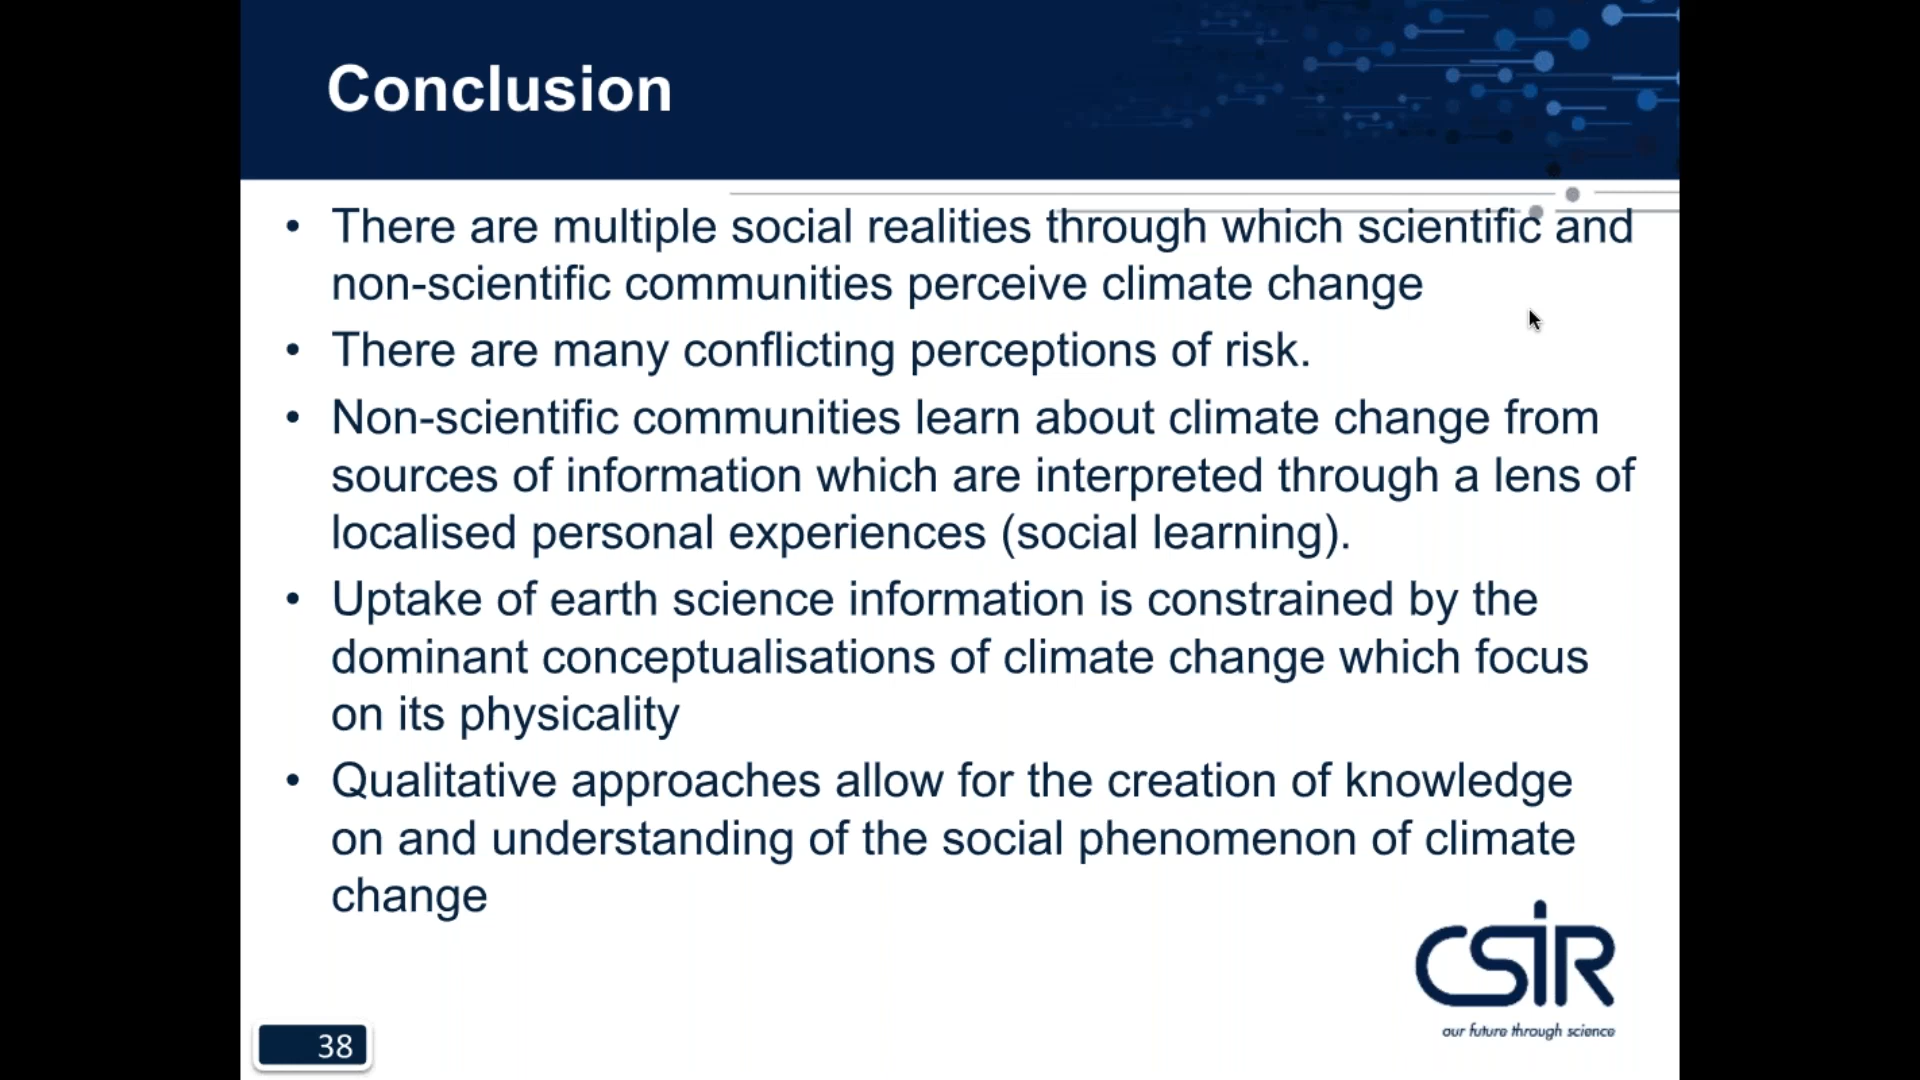 Conclusion
• There are multiple social realities through which scientific and
non-scientific communities perceive climate change
• There are many conflicting perceptions of risk.
• Non-scientific communities learn about climate change from
sources of information which are interpreted through a lens of
localised personal experiences (social learning).
• Uptake of earth science information is constrained by the
dominant conceptualisations of climate change which focus
on its physicality
• Qualitative approaches allow for the creation of knowledge
on and understanding of the social phenomenon of climate
change
CSIR
our future through science
38